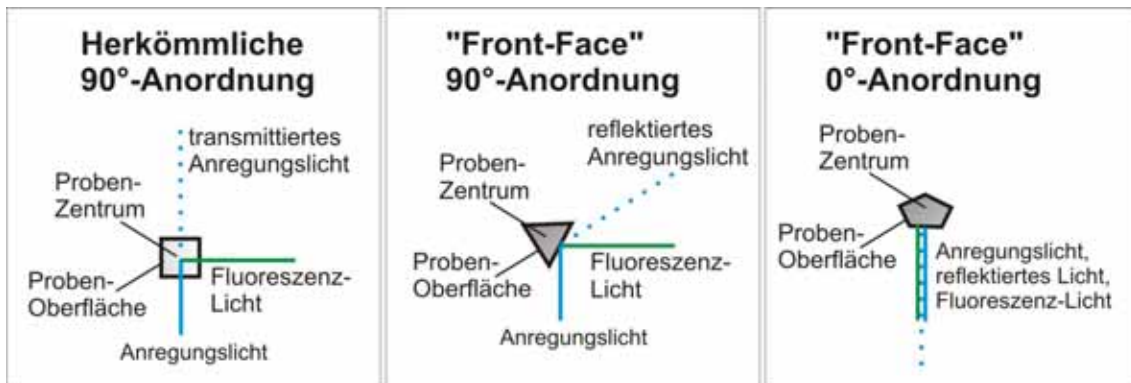 Herkömmliche
90°-Anordnung
transmittiertes
Anregungslicht
Proben-
Zentrum
Proben-
Oberfläche
Fluoreszenz-
Licht
Anregungslicht
"Front-Face"
90°-Anordnung
reflektiertes
Anregungslicht
Proben-
Zentrum
Proben-
Oberfläche
Fluoreszenz-
Licht
Anregungslicht
"Front-Face"
0°-Anordnung
Proben-
Zentrum
Proben-
Oberfläche
Anregungslicht,
reflektiertes Licht,
Fluoreszenz-Licht